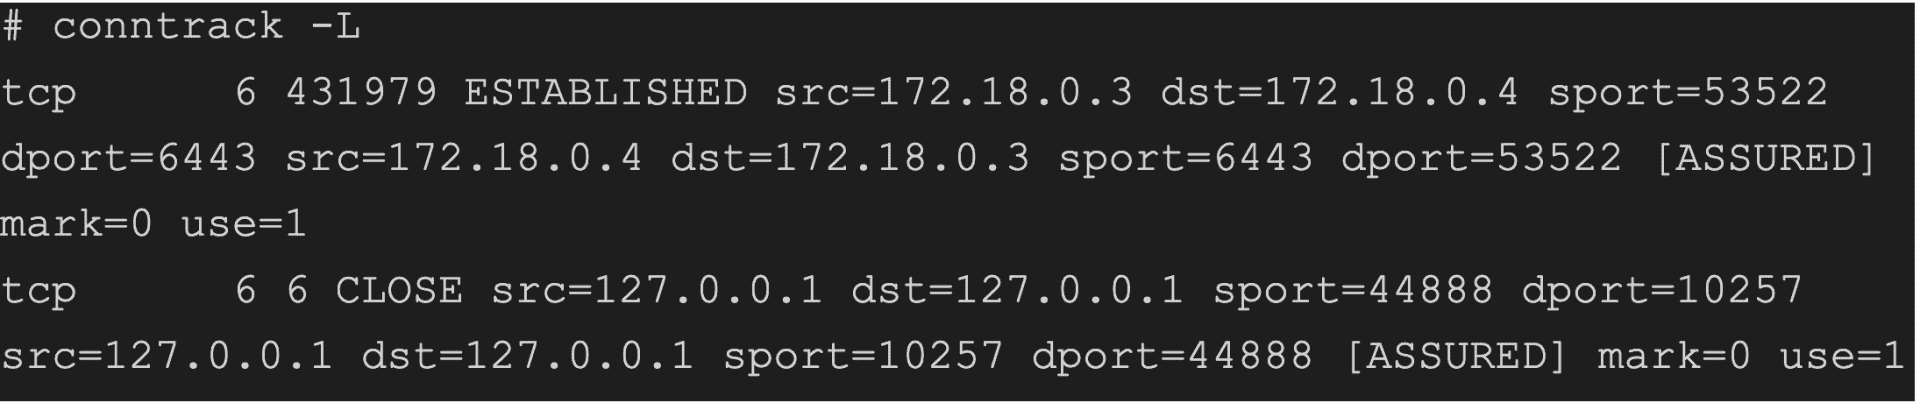 # conntrack -L
tcp      6 431979 ESTABLISHED src=172.18.0.3 dst=172.18.0.4 sport=53522
dport=6443 src=172.18.0.4 dst=172.18.0.3 sport=6443 dport=53522 [ASSURED]
mark=0 use=1
tcp      6 6 CLOSE src=127.0.0.1 dst=127.0.0.1 sport=44888 dport=10257
src=127.0.0.1 dst=127.0.0.1 sport=10257 dport=44888 [ASSURED] mark=0 use=1